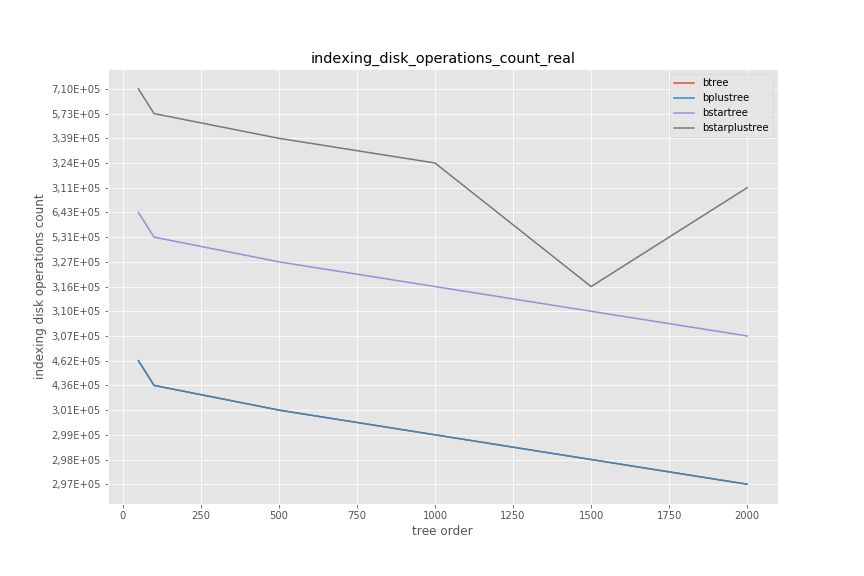 indexing_disk_operations_count_real
btree
bplustree
bstartree
bstarplustree
indexing disk operations count
7,10E+05
5,73E+05
3,39E+05
3,24E+05
3,11E+05
6,43E+05
5,31E+05
3,27E+05
3,16E+05
3,10E+05
3,07E+05
4,62E+05
4,36E+05
3,01E+05
2,99E+05
2,98E+05
2,97E+05
0 250 500 750 1000 1250 1500 1750 2000
tree order